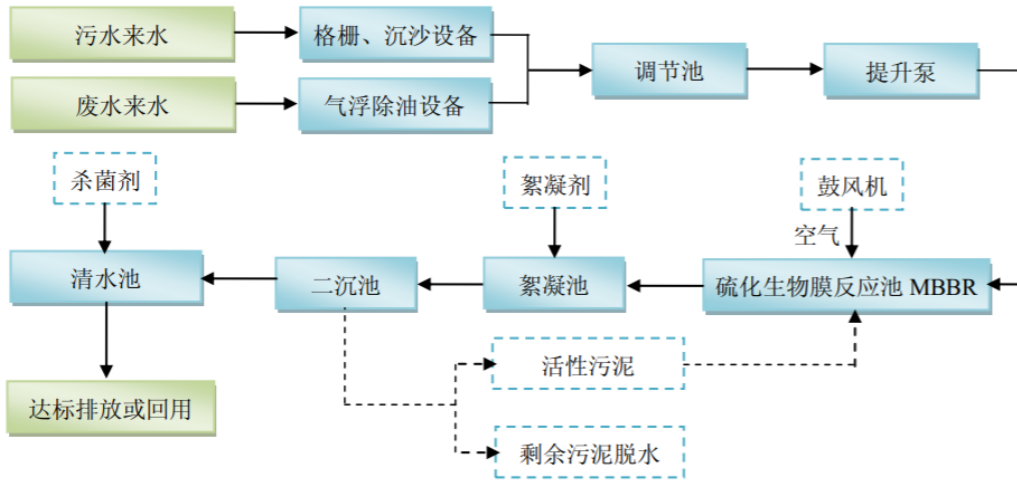 污水来水
格栅、沉沙设备
调节池
提升泵
废水来水
气浮除油设备
杀菌剂
絮凝剂
鼓风机
空气
清水池
二沉池
絮凝池
硫化生物膜反应池 MBBR
活性污泥
达标排放或回用
剩余污泥脱水